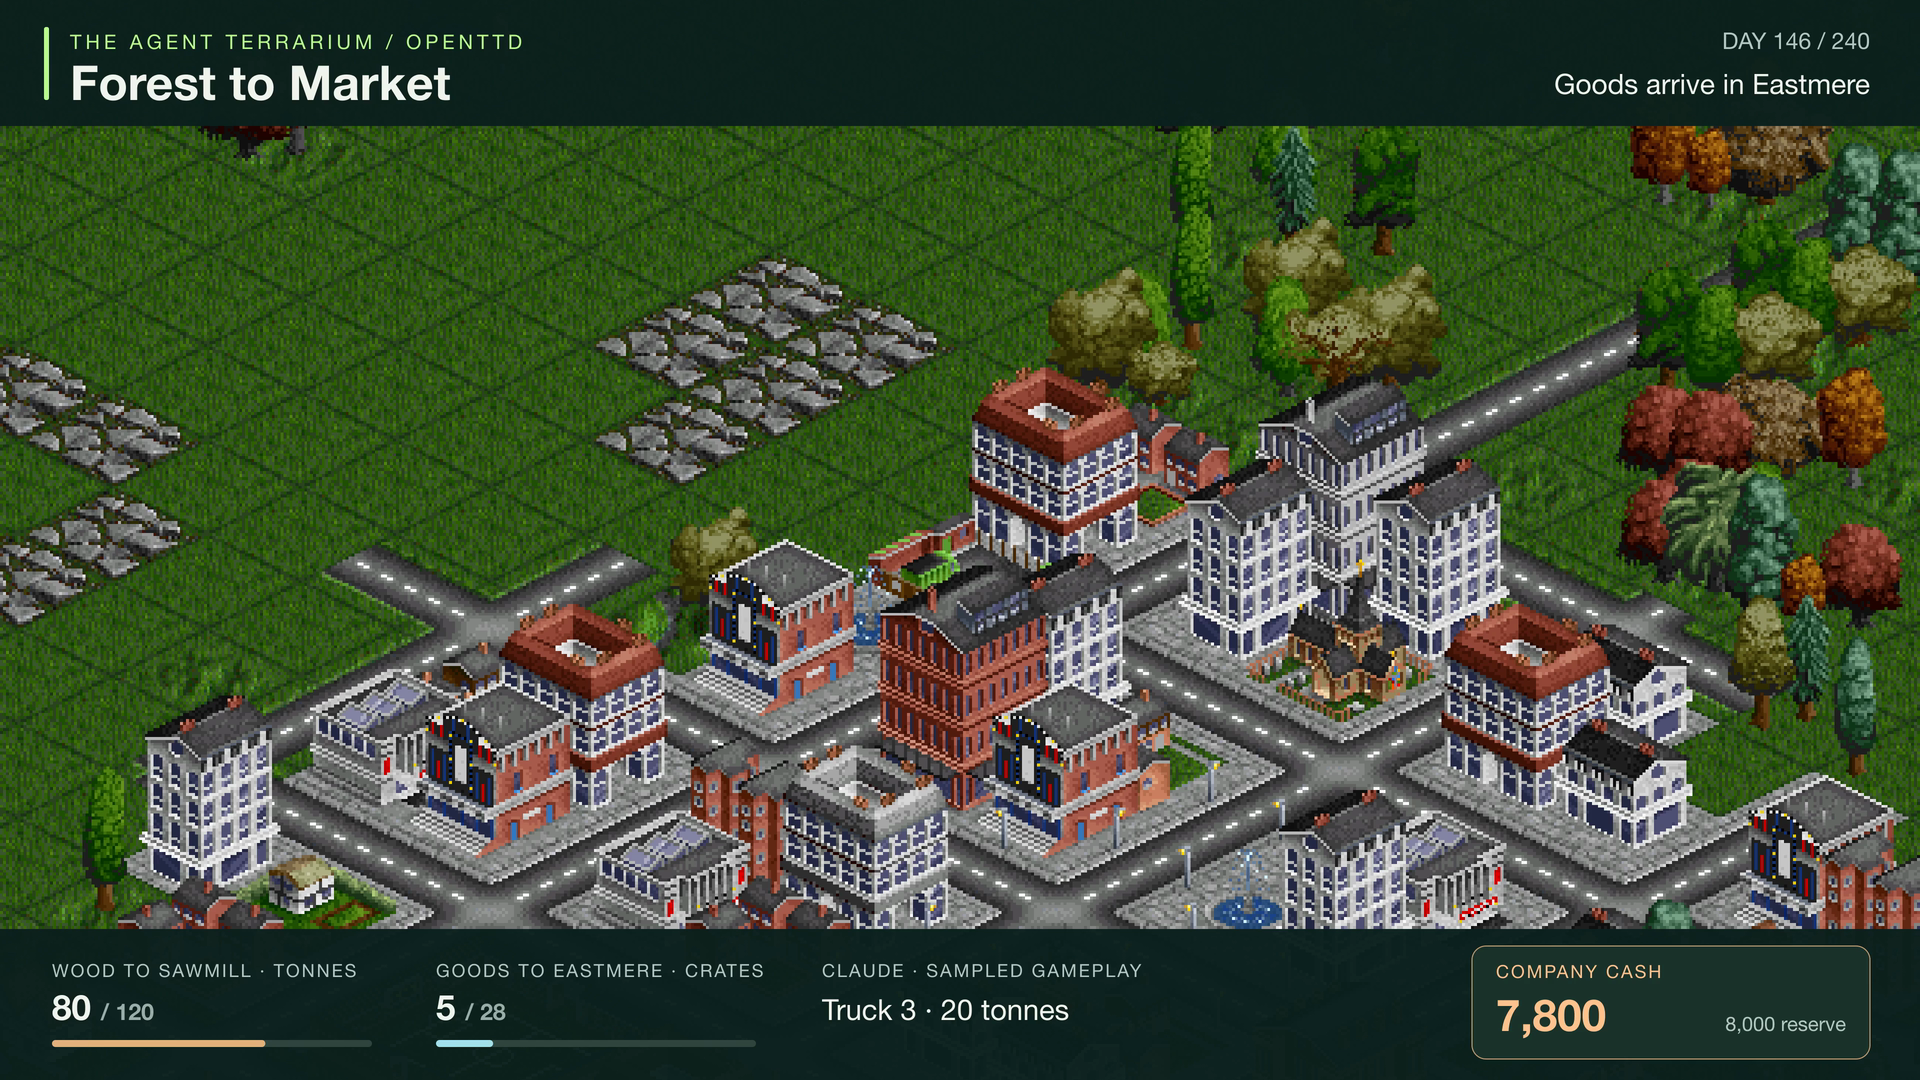 THE AGENT TERRARIUM / OPENTTD
Forest to Market
DAY 146 / 240
Goods arrive in Eastmere
WOOD TO SAWMILL · TONNES
80 / 120
GOODS TO EASTMERE · CRATES
5 / 28
CLAUDE · SAMPLED GAMEPLAY
Truck 3 · 20 tonnes
COMPANY CASH
7,800
8,000 reserve